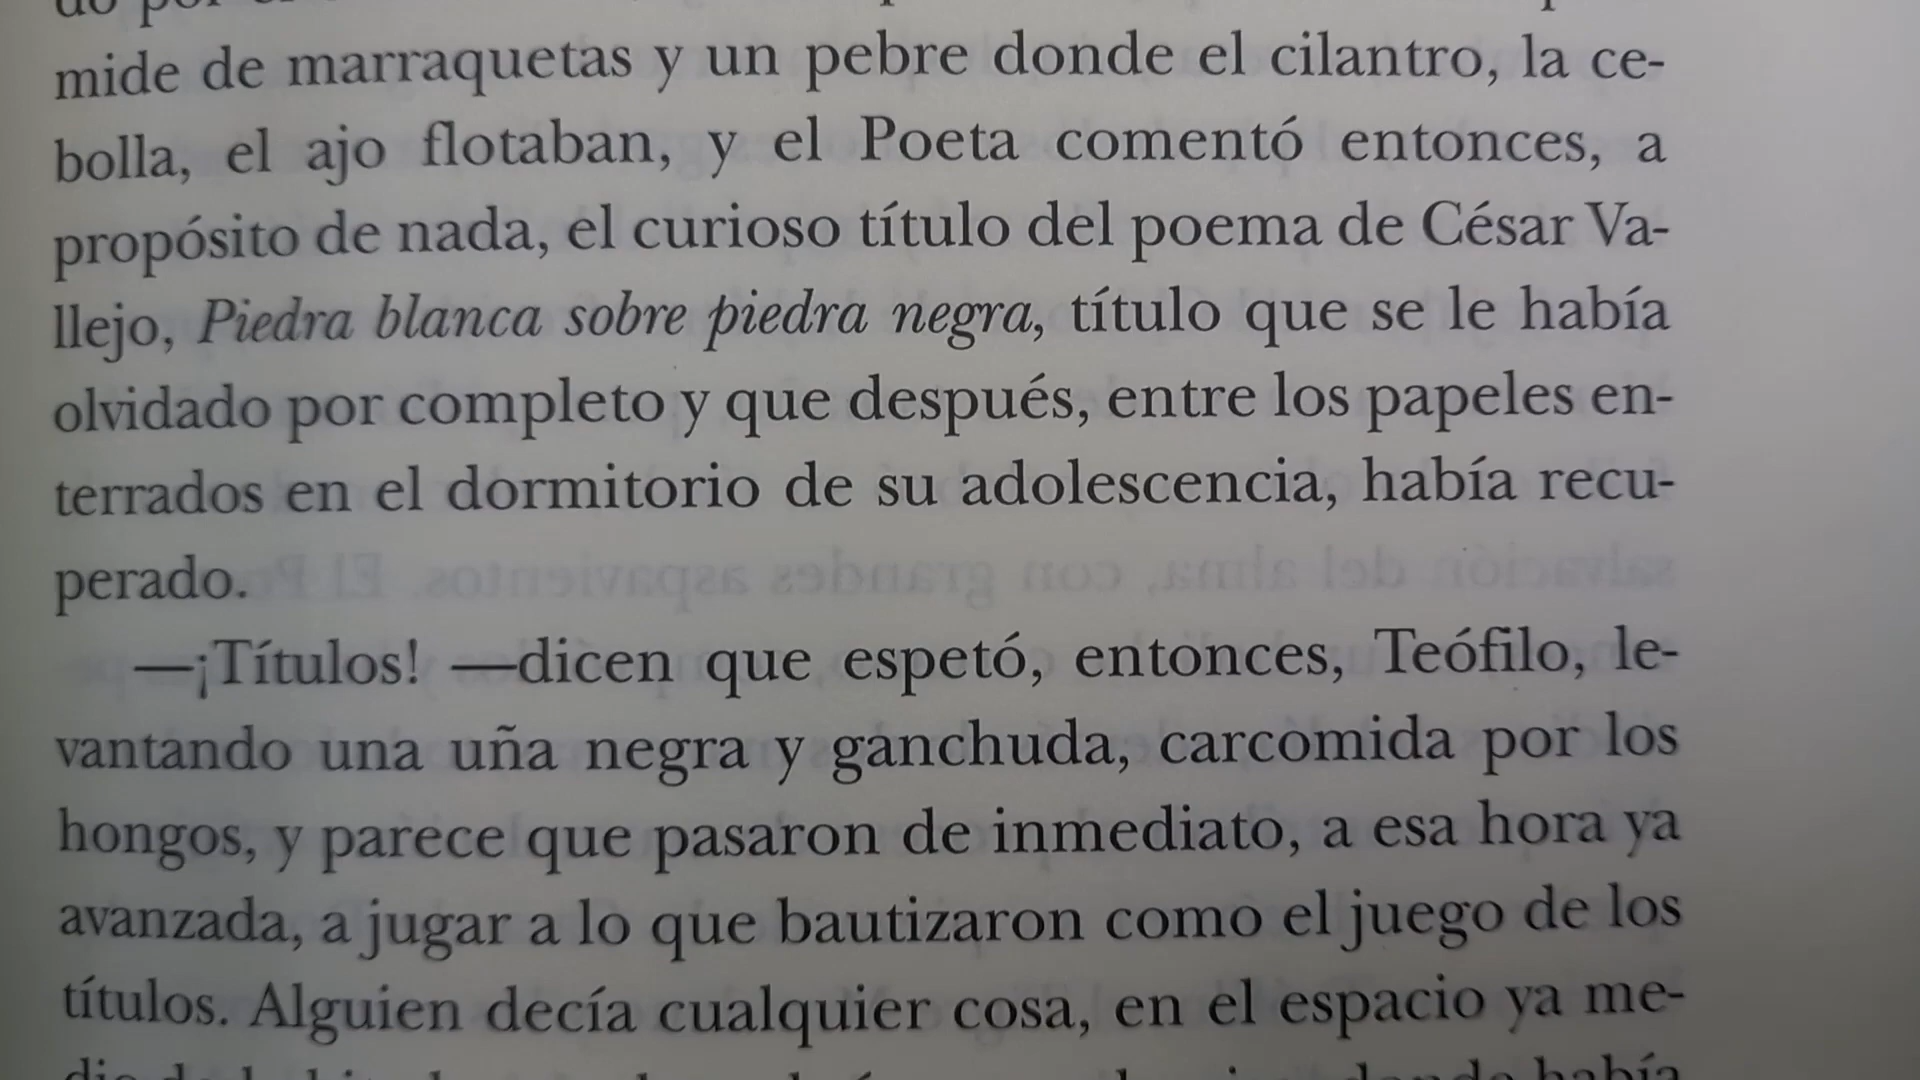 mide de marraquetas y un pebre donde el cilantro, la ce-
bolla, el ajo flotaban, y el Poeta comentó entonces, a
propósito de nada, el curioso título del poema de César Va-
llejo, Piedra blanca sobre piedra negra, título que se le había
olvidado por completo y que después, entre los papeles en-
terrados en el dormitorio de su adolescencia, había recu-
perado.
—¡Títulos! —dicen que espetó, entonces, Teófilo, le-
vantando una uña negra y ganchuda, carcomida por los
hongos, y parece que pasaron de inmediato, a esa hora ya
avanzada, a jugar a lo que bautizaron como el juego de los
títulos. Alguien decía cualquier cosa, en el espacio ya me-
donde había